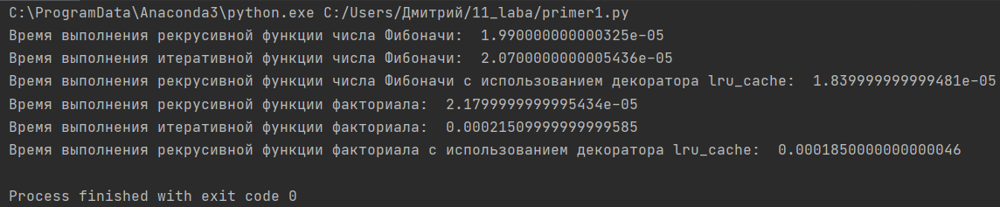 C:\ProgramData\Anaconda3\python.exe C:/Users/Дмитрий/11_laba/primer1.py
Время выполнения рекрусивной функции числа Фибоначи:  1.990000000000325e-05
Время выполнения итеративной функции числа Фибоначи:  2.0700000000005436e-05
Время выполнения рекрусивной функции числа Фибоначи с использованием декоратора lru_cache:  1.839999999999481e-05
Время выполнения рекрусивной функции факториала:  2.1799999999995434e-05
Время выполнения итеративной функции факториала:  0.00021509999999999585
Время выполнения рекрусивной функции факториала с использованием декоратора lru_cache:  0.0001850000000000046
Process finished with exit code 0